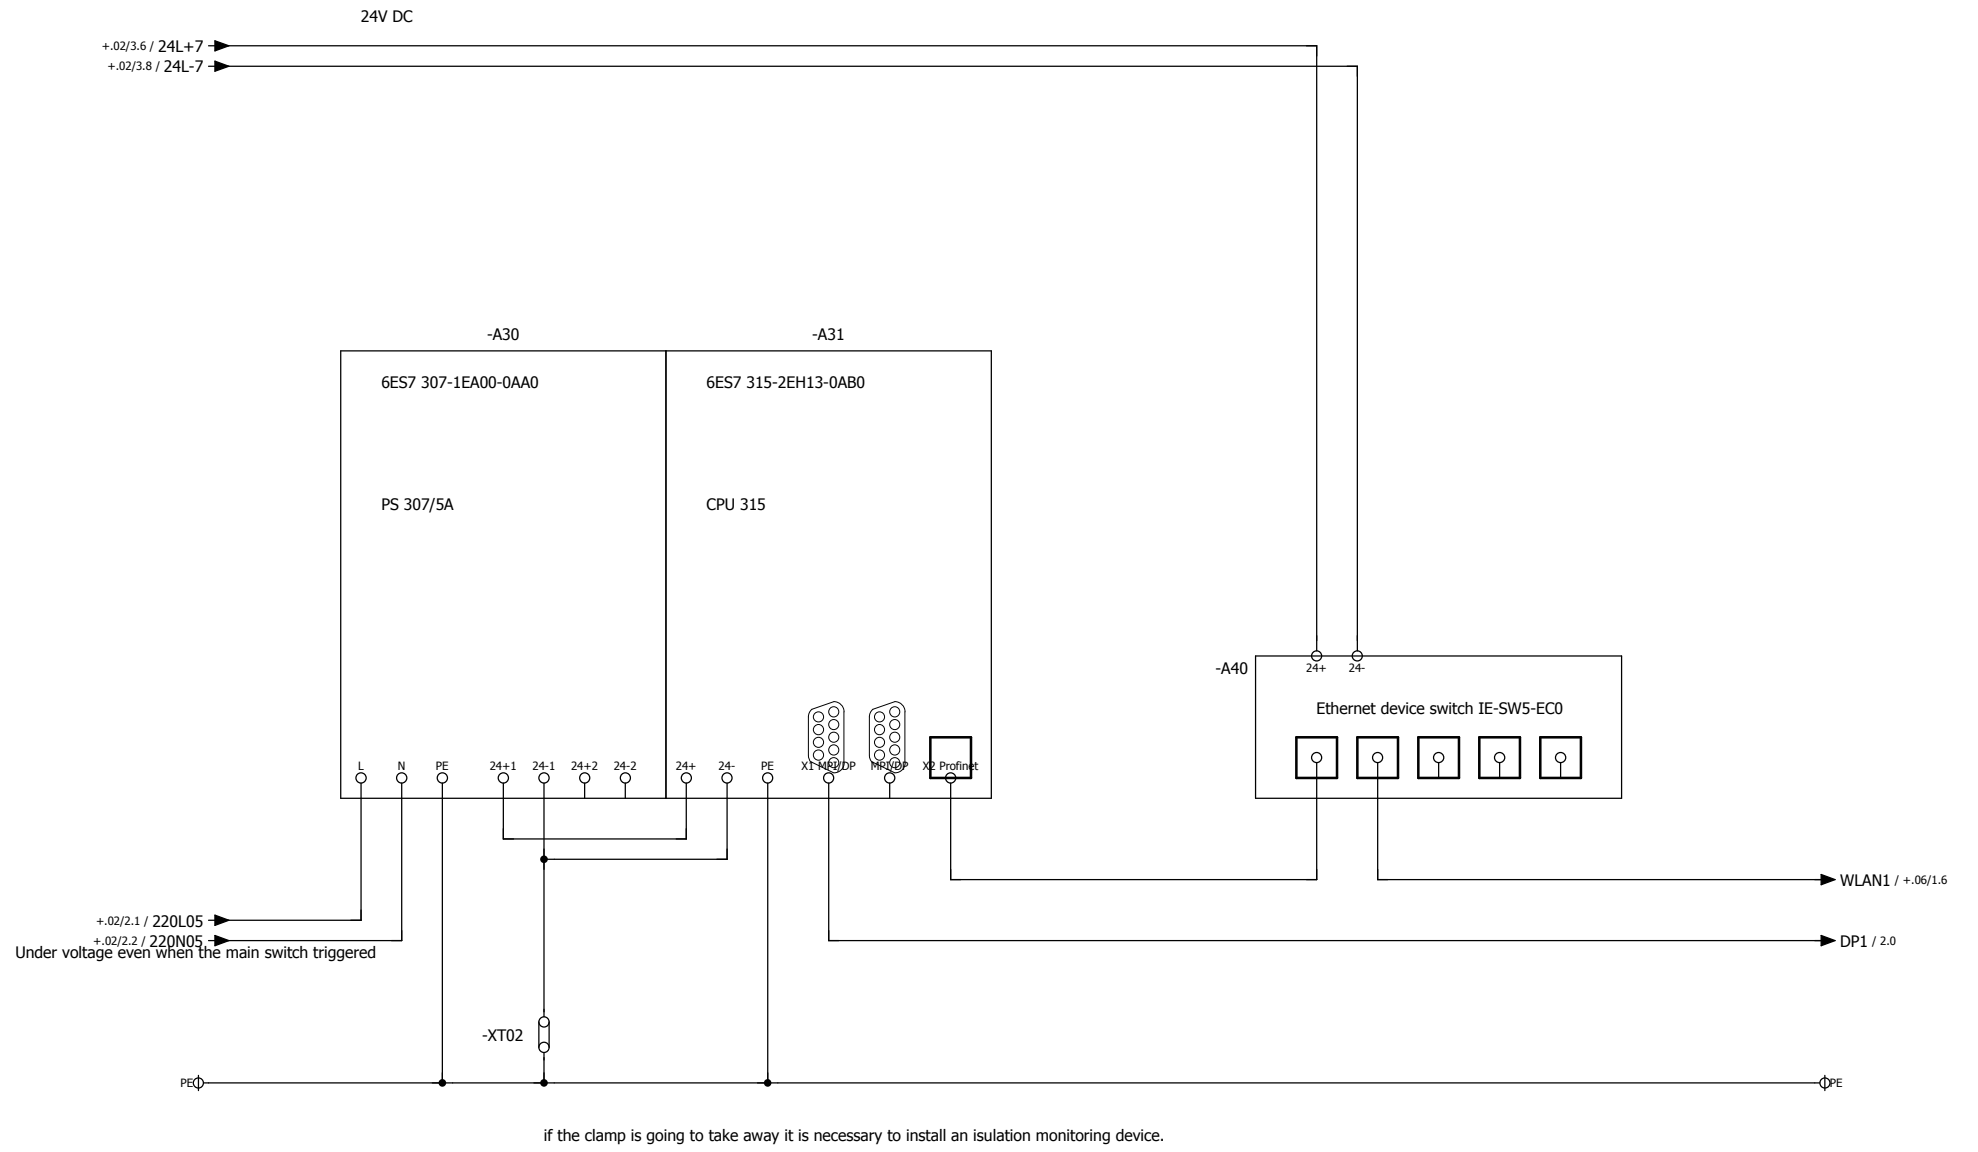 24V DC
+.02/3.6 / 24L+7
+.02/3.8 / 24L-7
-A30
-A31
6ES7 307-1EA00-0AA0
6ES7 315-2EH13-0AB0
PS 307/5A
CPU 315
-A40
24+
24-
Ethernet device switch IE-SW5-EC0
L
N
PE
24+1
24-1
24+2
24-2
24+
24-
PE
X1 MPI/DP
MPI/DP
X2 Profinet
WLAN1 / +.06/1.6
+.02/2.1 / 220L05
+.02/2.2 / 220N05
DP1 / 2.0
Under voltage even when the main switch triggered
-XT02
PE
PE
if the clamp is going to take away it is necessary to install an isulation monitoring device.